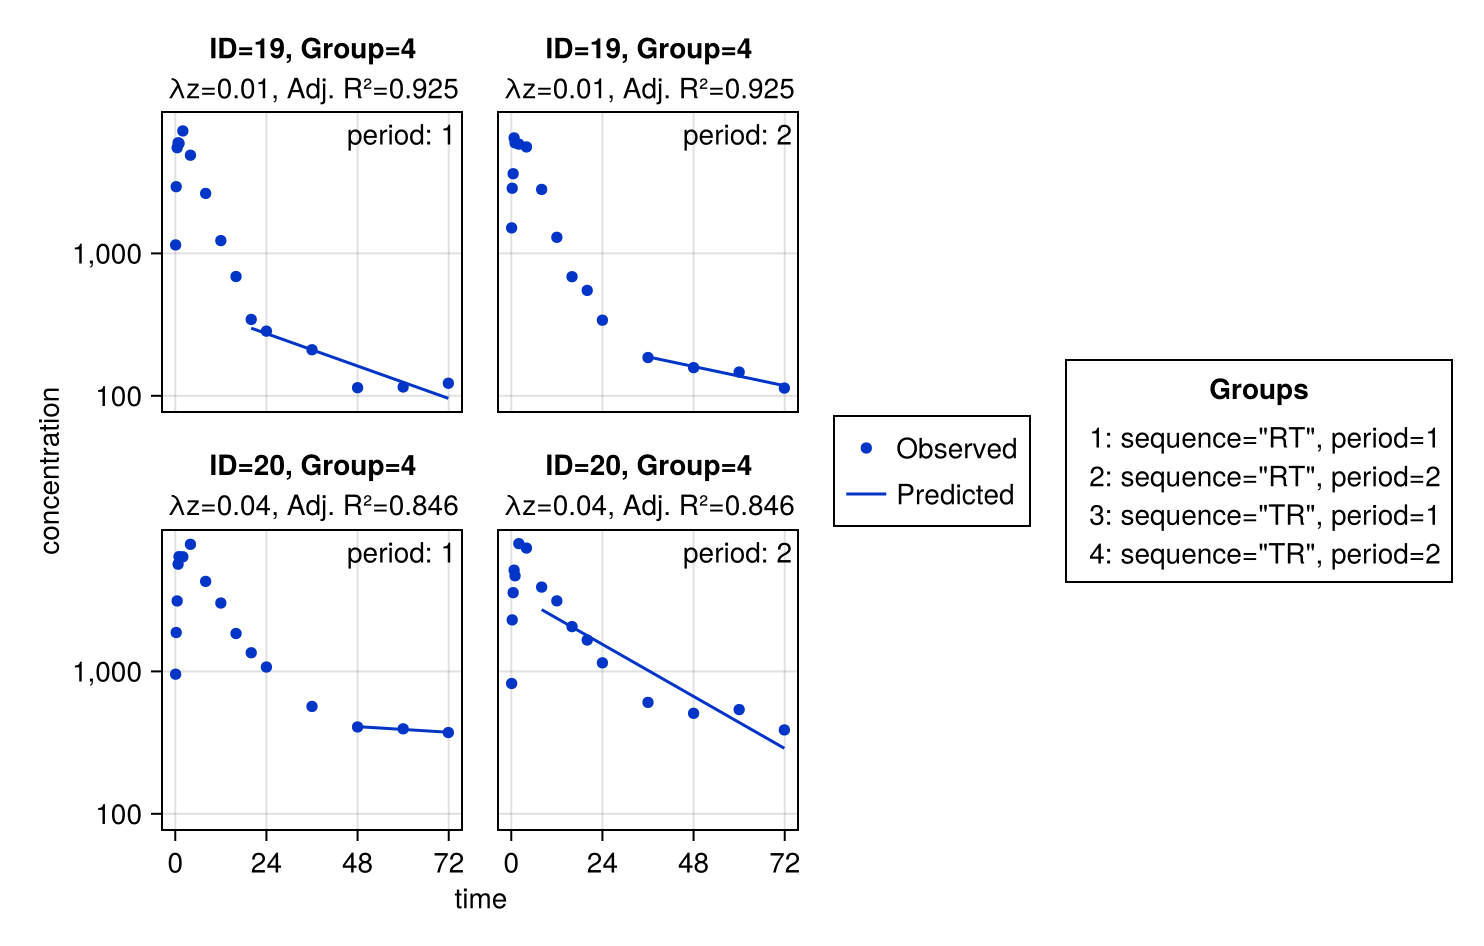 ID=19, Group=4
λz=0.01, Adj. R²=0.925
period: 1
ID=19, Group=4
λz=0.01, Adj. R²=0.925
period: 2
1,000
100
ID=20, Group=4
λz=0.04, Adj. R²=0.846
period: 1
ID=20, Group=4
λz=0.04, Adj. R²=0.846
period: 2
1,000
100
0 24 48 72
0 24 48 72
time
concentration
Observed
Predicted
Groups
1: sequence="RT", period=1
2: sequence="RT", period=2
3: sequence="TR", period=1
4: sequence="TR", period=2